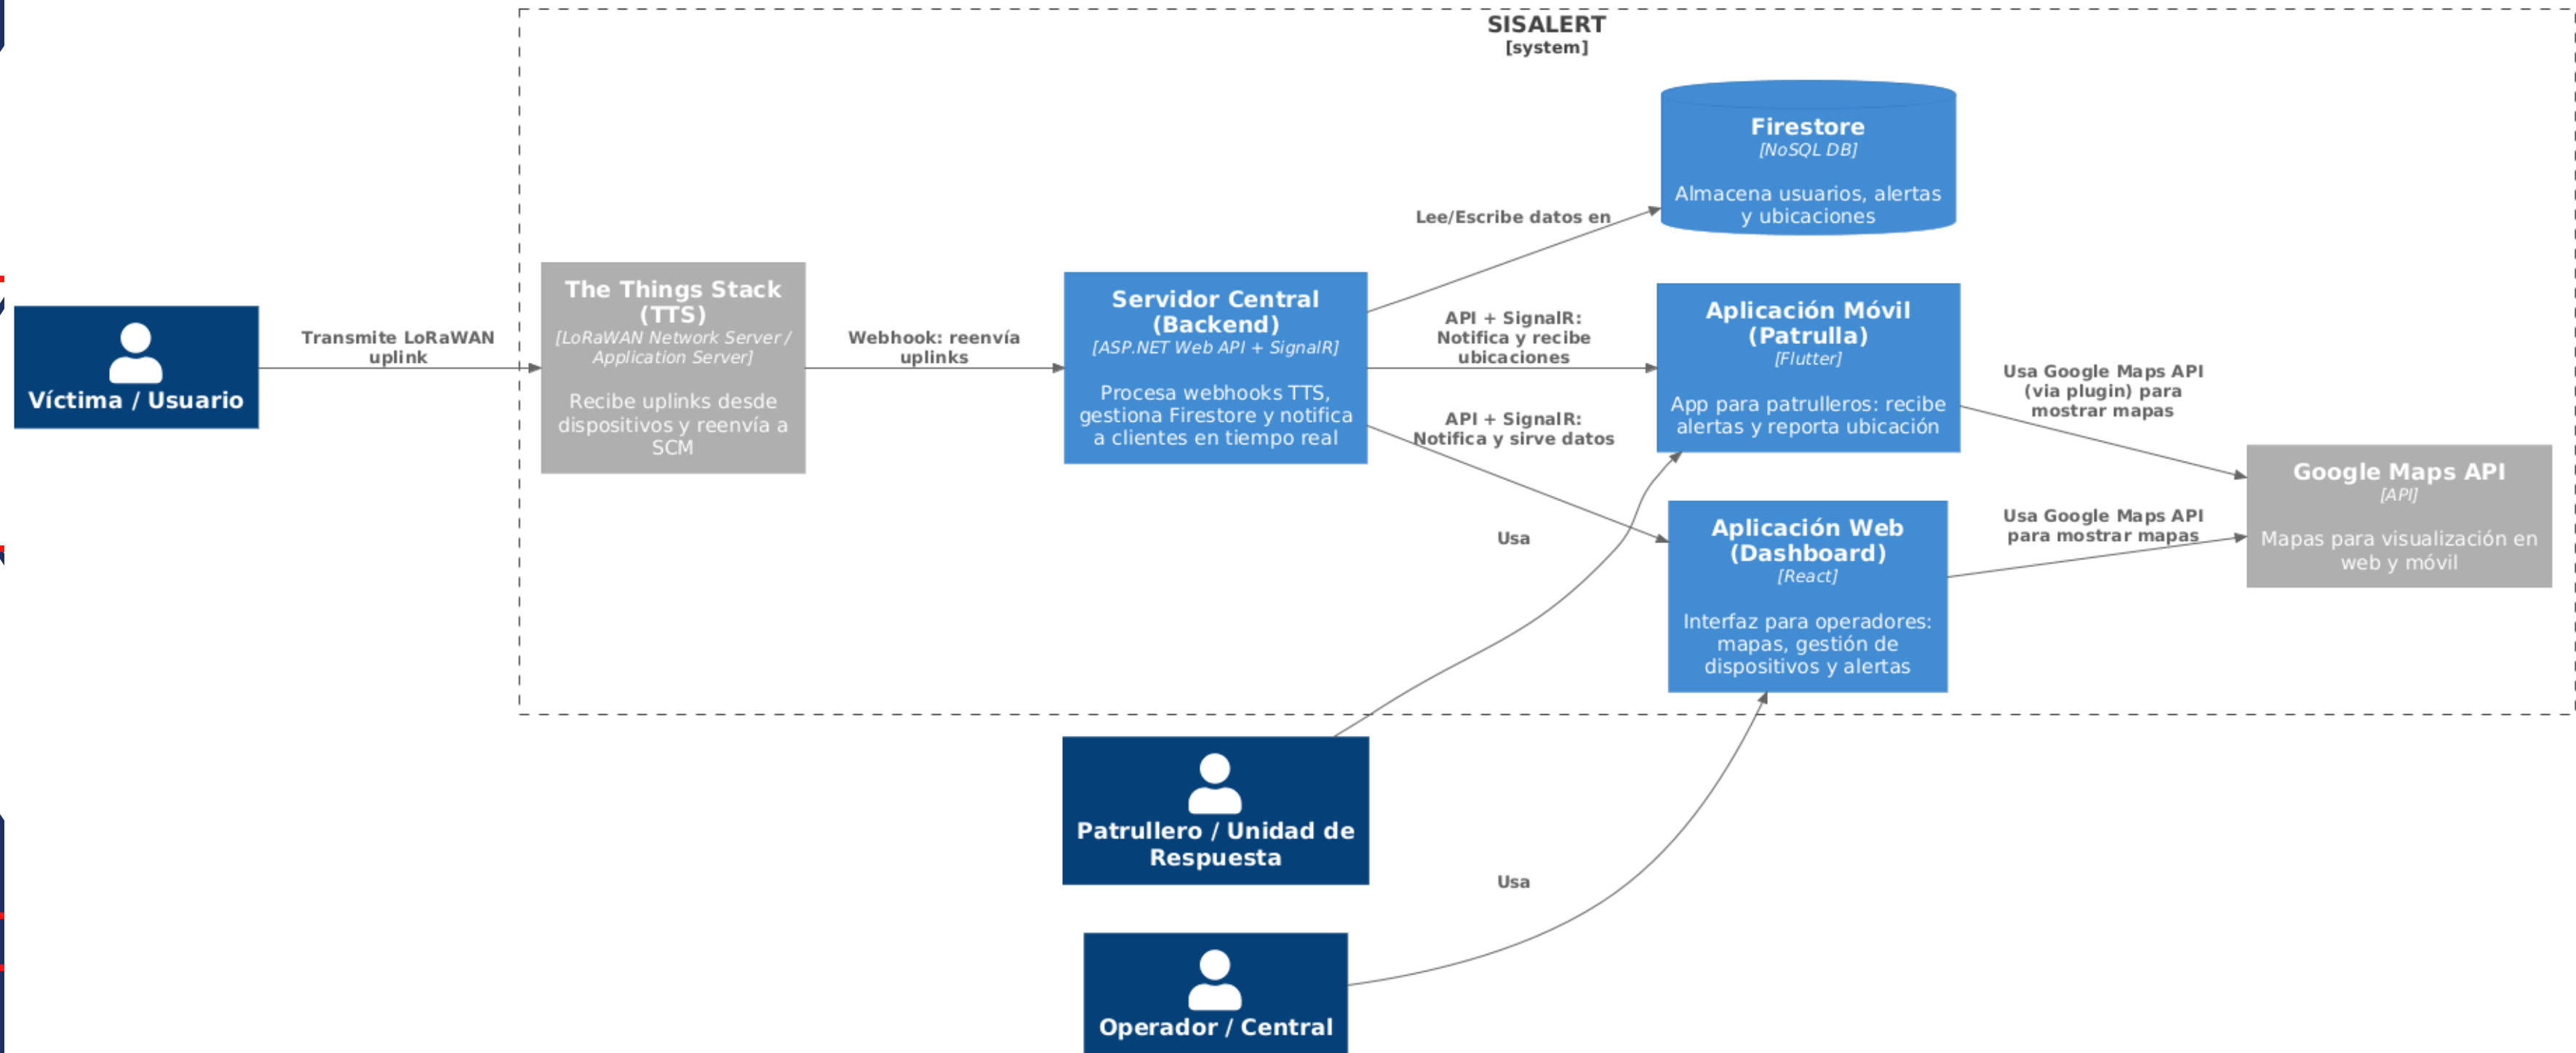 SISALERT
[system]
Firestore
[NoSQL DB]
Almacena usuarios, alertas
y ubicaciones
Lee/Escribe datos en
The Things Stack
(TTS)
[LoRaWAN Network Server /
Application Server]
Recibe uplinks desde
dispositivos y reenvía a
SCM
Servidor Central
(Backend)
[ASP.NET Web API + SignalR]
Procesa webhooks TTS,
gestiona Firestore y notifica
a clientes en tiempo real
Aplicación Móvil
(Patrulla)
[Flutter]
App para patrulleros: recibe
alertas y reporta ubicación
Víctima / Usuario
Transmite LoRaWAN
uplink
Webhook: reenvía
uplinks
API + SignalR:
Notifica y recibe
ubicaciones
API + SignalR:
Notifica y sirve datos
Usa Google Maps API
(via plugin) para
mostrar mapas
Google Maps API
[API]
Mapas para visualización en
web y móvil
Usa Google Maps API
para mostrar mapas
Usa
Aplicación Web
(Dashboard)
[React]
Interfaz para operadores:
mapas, gestión de
dispositivos y alertas
Patrullero / Unidad de
Respuesta
Usa
Operador / Central